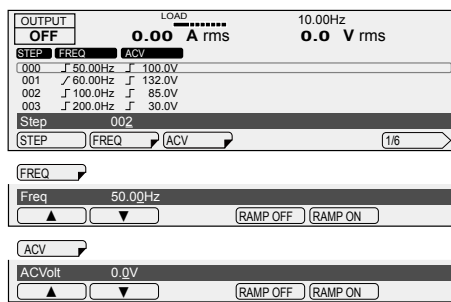 OUTPUT LOAD 10.00Hz
OFF 0.00 A rms 0.0 V rms
STEP FREQ ACV
000 50.00Hz 100.0V
001 60.00Hz 132.0V
002 100.0Hz 85.0V
003 200.0Hz 30.0V
Step 002
STEP FREQ ACV 1/6
FREQ
Freq 50.00Hz
▲ ▼ RAMP OFF RAMP ON
ACV
ACVolt 0.0V
▲ ▼ RAMP OFF RAMP ON